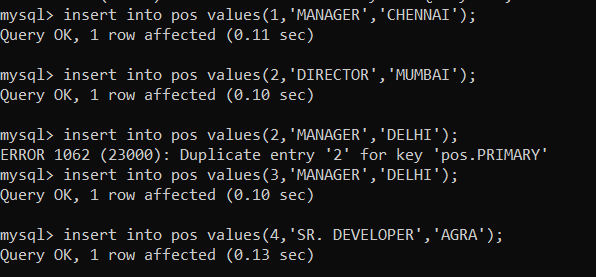 mysql> insert into pos values(1,'MANAGER','CHENNAI');
Query OK, 1 row affected (0.11 sec)
mysql> insert into pos values(2,'DIRECTOR','MUMBAI');
Query OK, 1 row affected (0.10 sec)
mysql> insert into pos values(2,'MANAGER','DELHI');
ERROR 1062 (23000): Duplicate entry '2' for key 'pos.PRIMARY'
mysql> insert into pos values(3,'MANAGER','DELHI');
Query OK, 1 row affected (0.10 sec)
mysql> insert into pos values(4,'SR. DEVELOPER','AGRA');
Query OK, 1 row affected (0.13 sec)